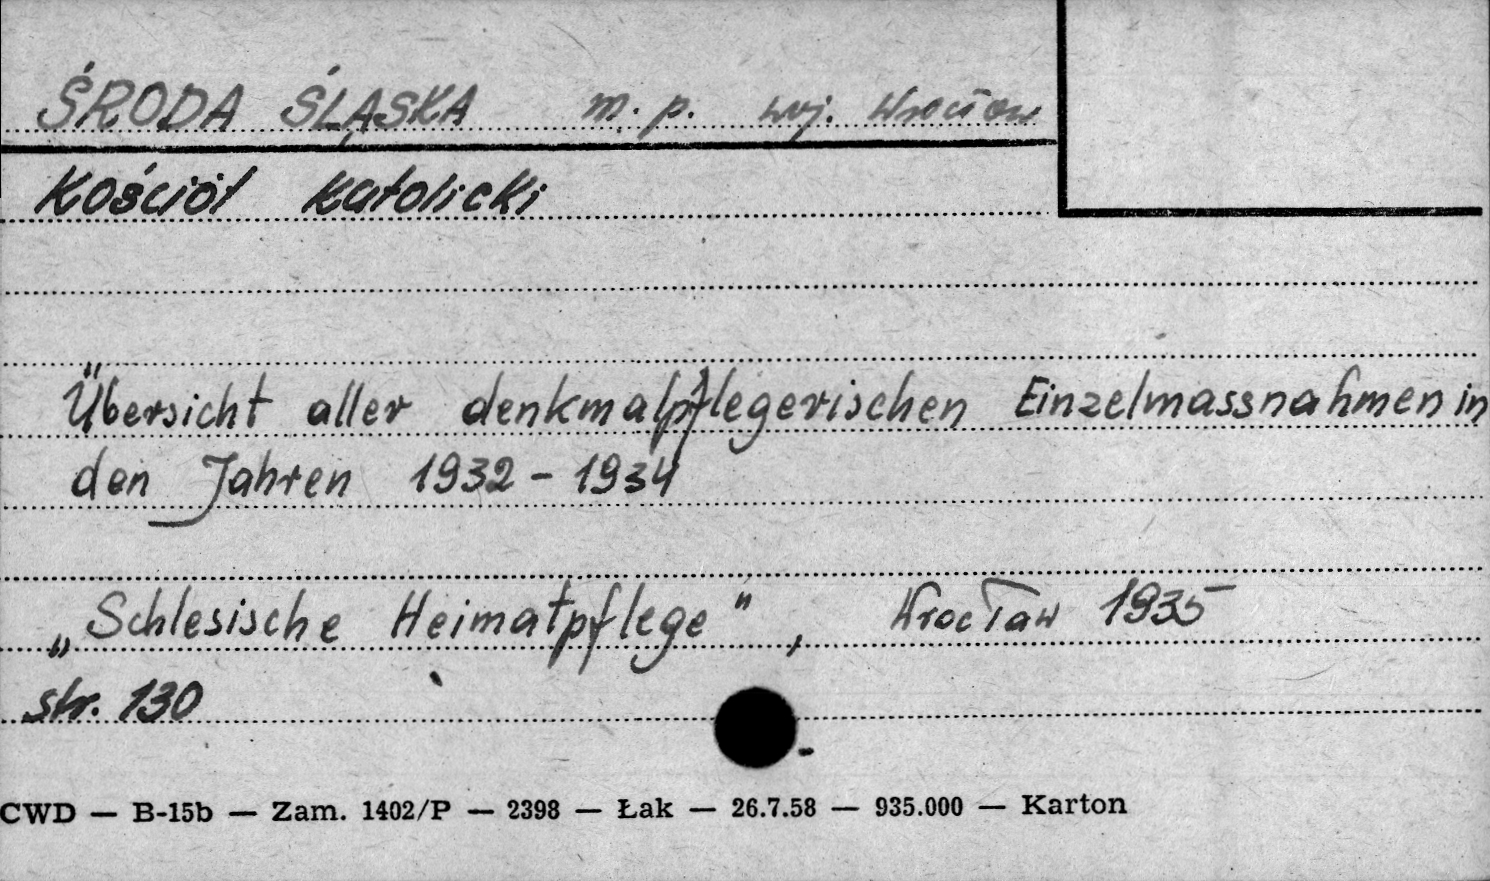 ŚRODA ŚLĄSKA m. p. woj. Wrocław
Kościół Katolicki
Übersicht aller denkmalpflegerischen Einzelmassnahmen in
den Jahren 1932 - 1934
„Schlesische Heimatpflege", Wrocław 1935
str. 130
CWD — B-15b — Zam. 1402/P — 2398 — Łak — 26.7.58 — 935.000 — Karton